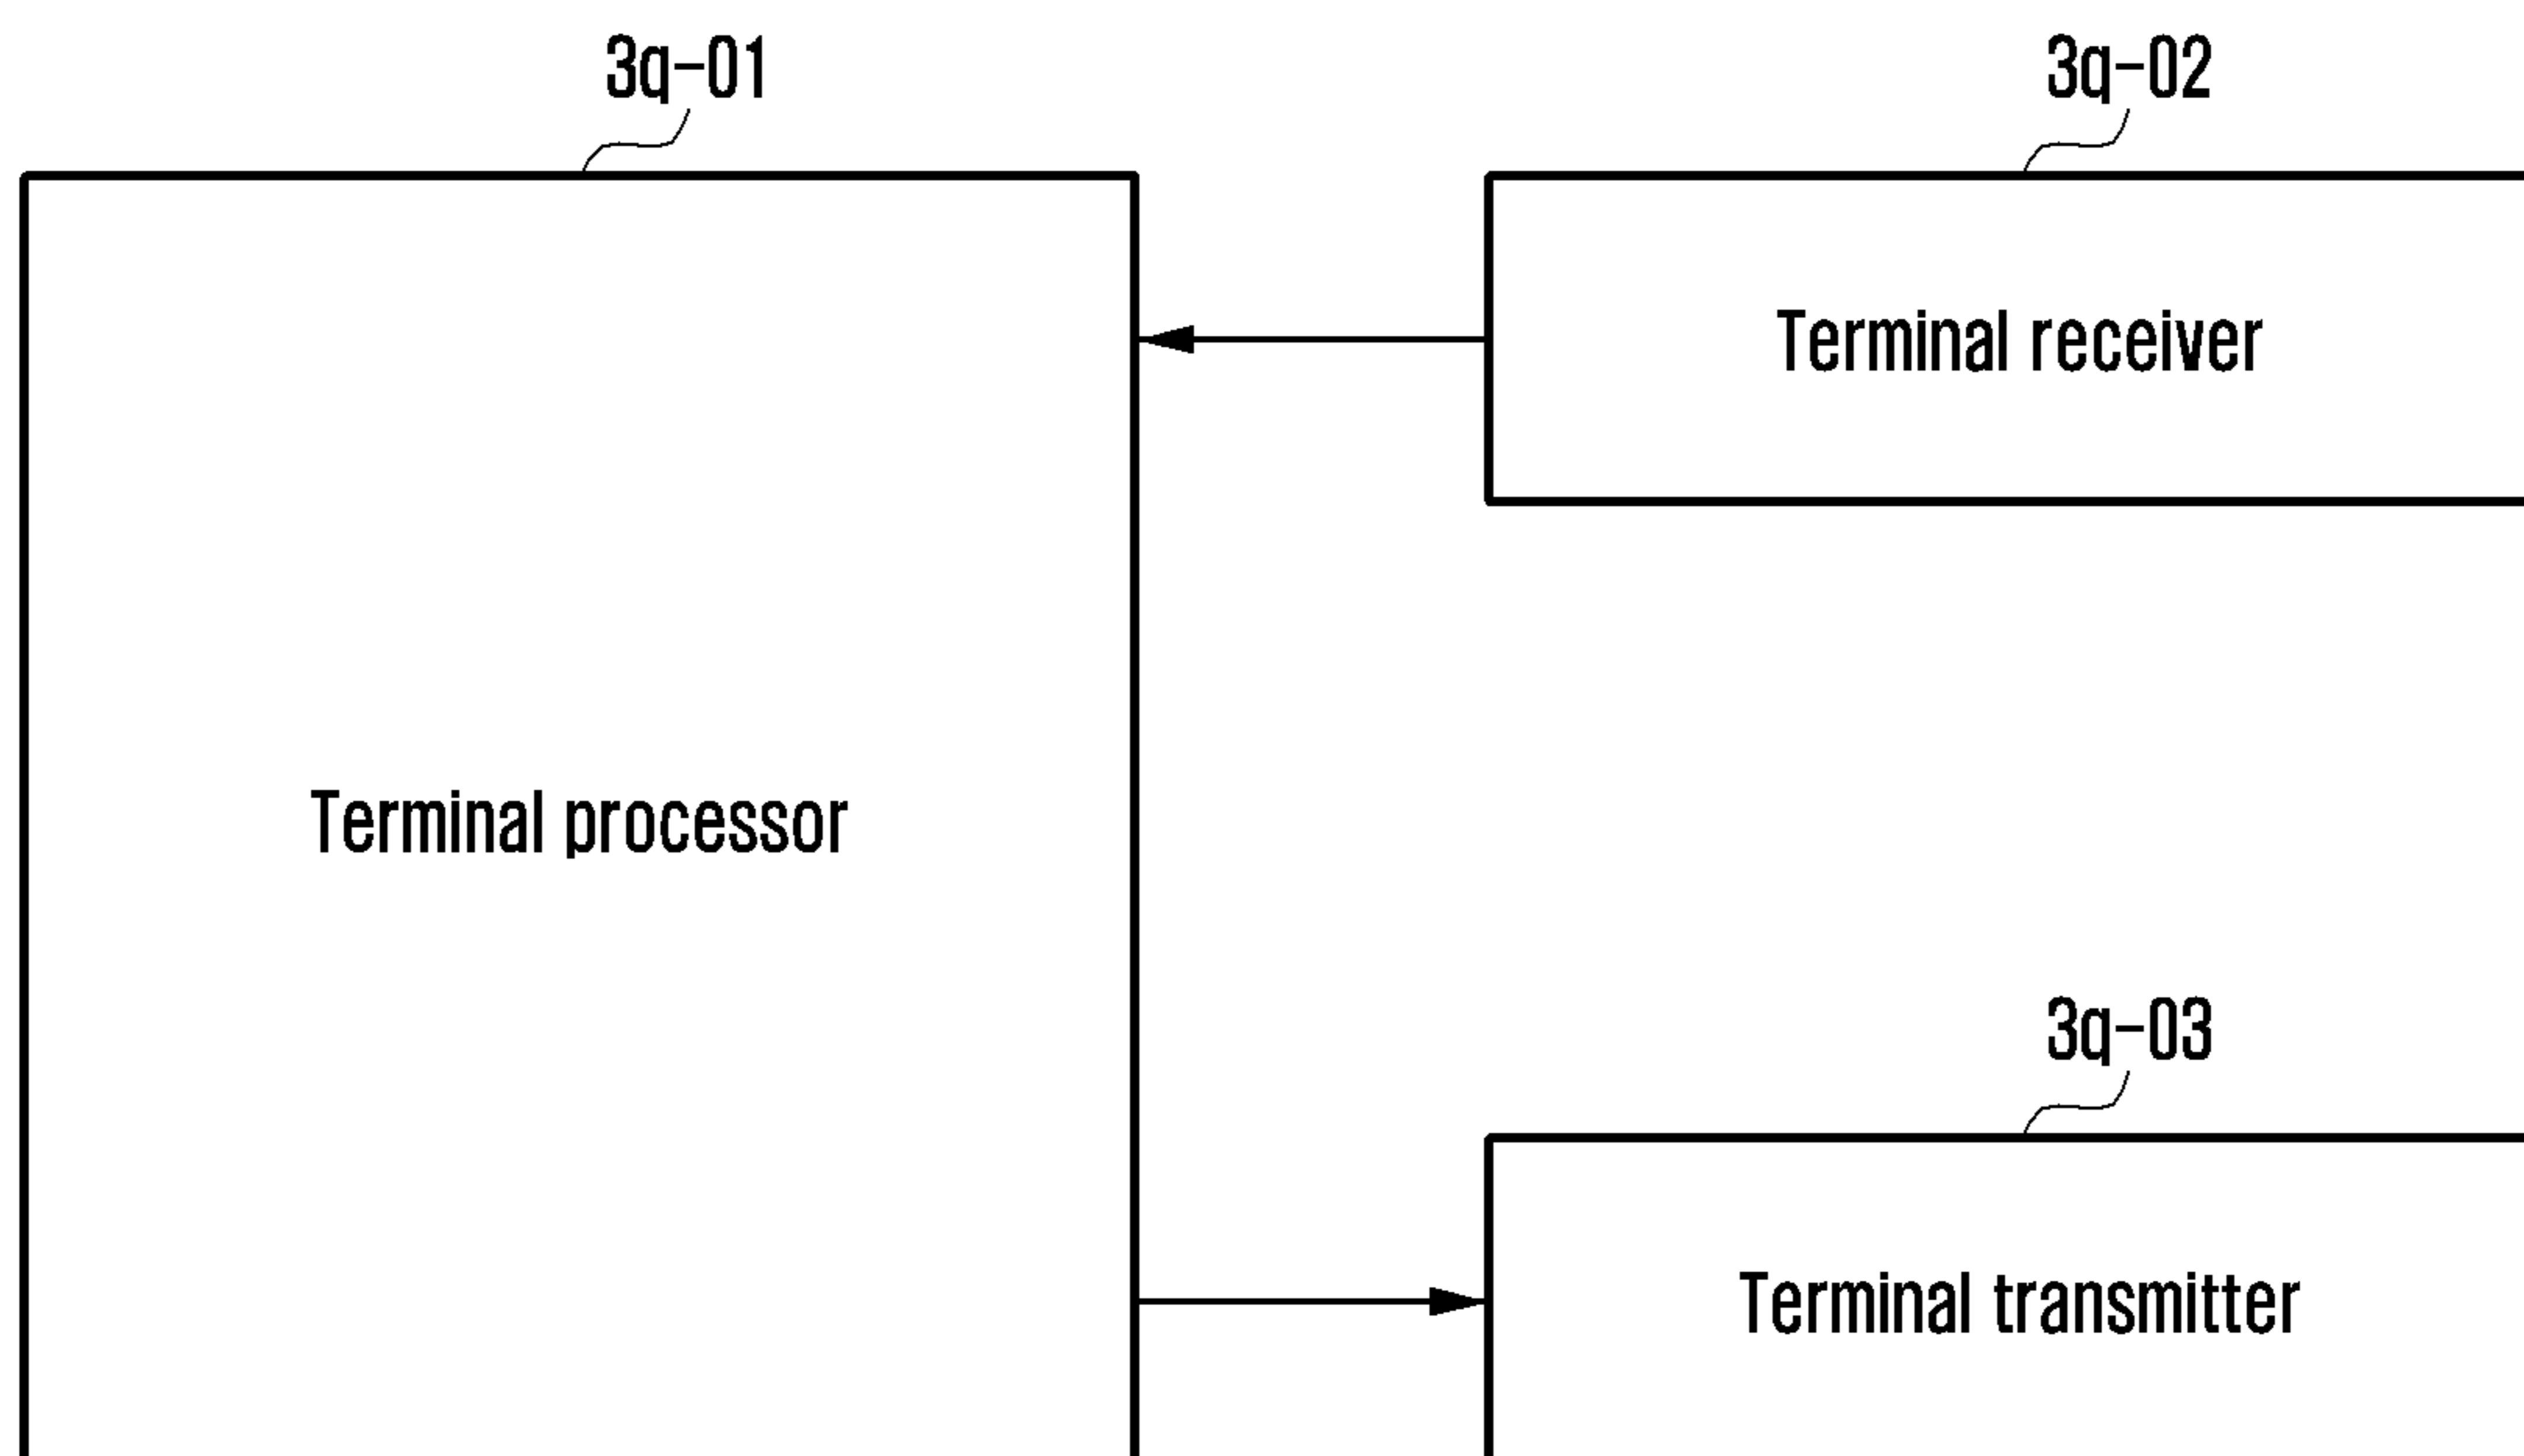 3q-01
3q-02
Terminal receiver
Terminal processor
3q-03
Terminal transmitter